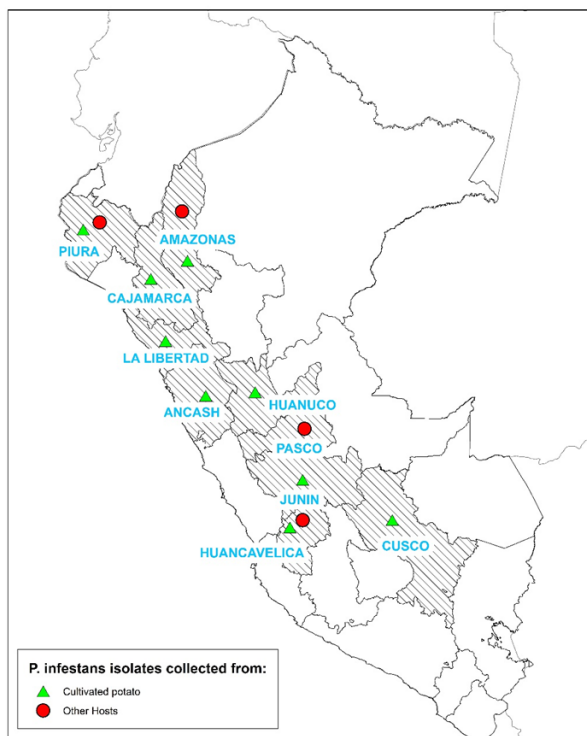 AMAZONAS
PIURA
CAJAMARCA
LA LIBERTAD
HUANUCO
ANCASH
PASCO
JUNIN
HUANCAVELICA
CUSCO
P. infestans isolates collected from:
Cultivated potato
Other Hosts